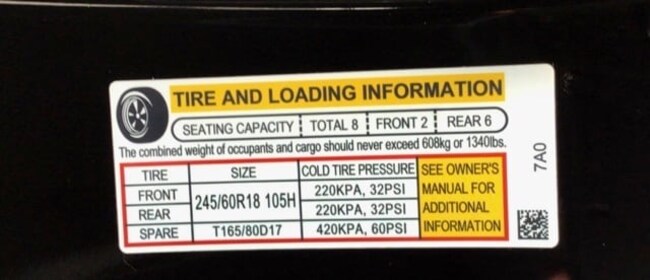 TIRE AND LOADING INFORMATION
SEATING CAPACITY TOTAL 8 FRONT 2 REAR 6
The combined weight of occupants and cargo should never exceed 608kg or 1340lbs.
TIRE SIZE COLD TIRE PRESSURE SEE OWNER'S
FRONT 245/60R18 105H 220KPA, 32PSI MANUAL FOR
REAR 220KPA, 32PSI ADDITIONAL
SPARE T165/80D17 420KPA, 60PSI INFORMATION
7A0